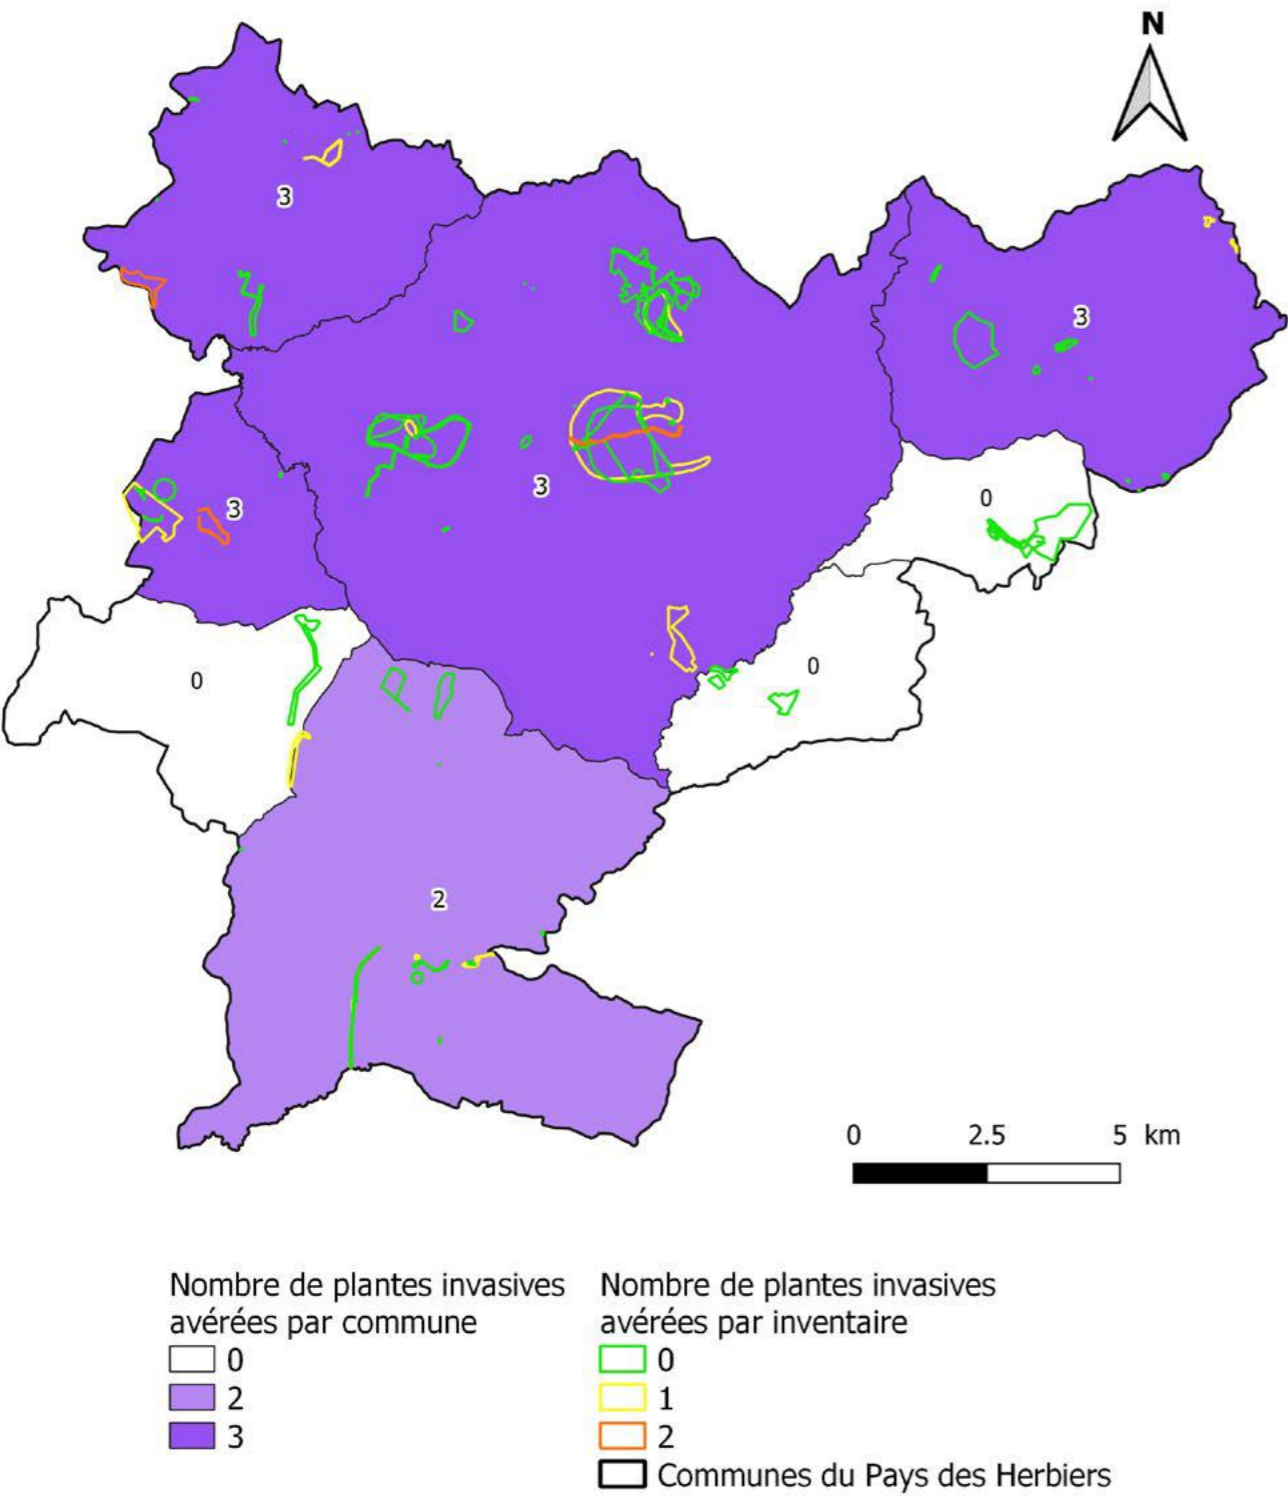 N
3
3
3
3
0
0
0
2
0 2.5 5 km
Nombre de plantes invasives
avérées par commune
0
2
3
Nombre de plantes invasives
avérées par inventaire
0
1
2
Communes du Pays des Herbiers